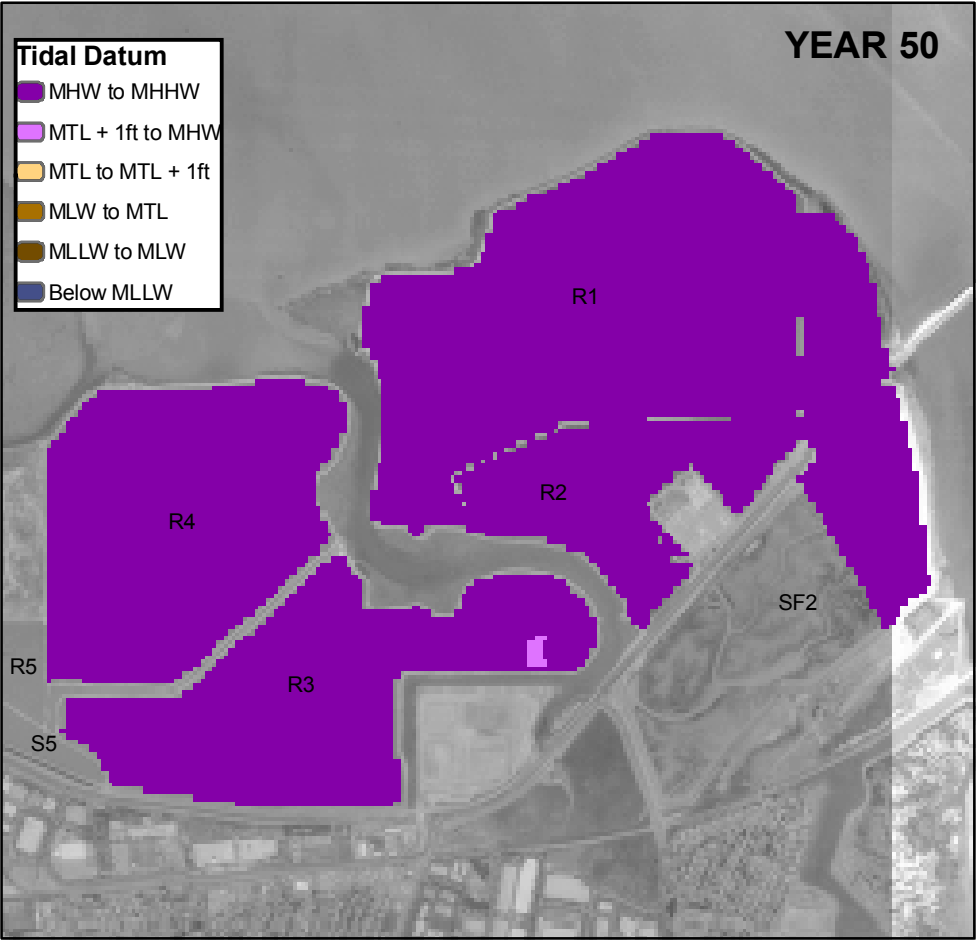 YEAR 50
Tidal Datum
MHW to MHHW
MTL + 1ft to MHW
MTL to MTL + 1ft
MLW to MTL
MLLW to MLW
Below MLLW
R1
R2
R4
SF2
R5
R3
S5